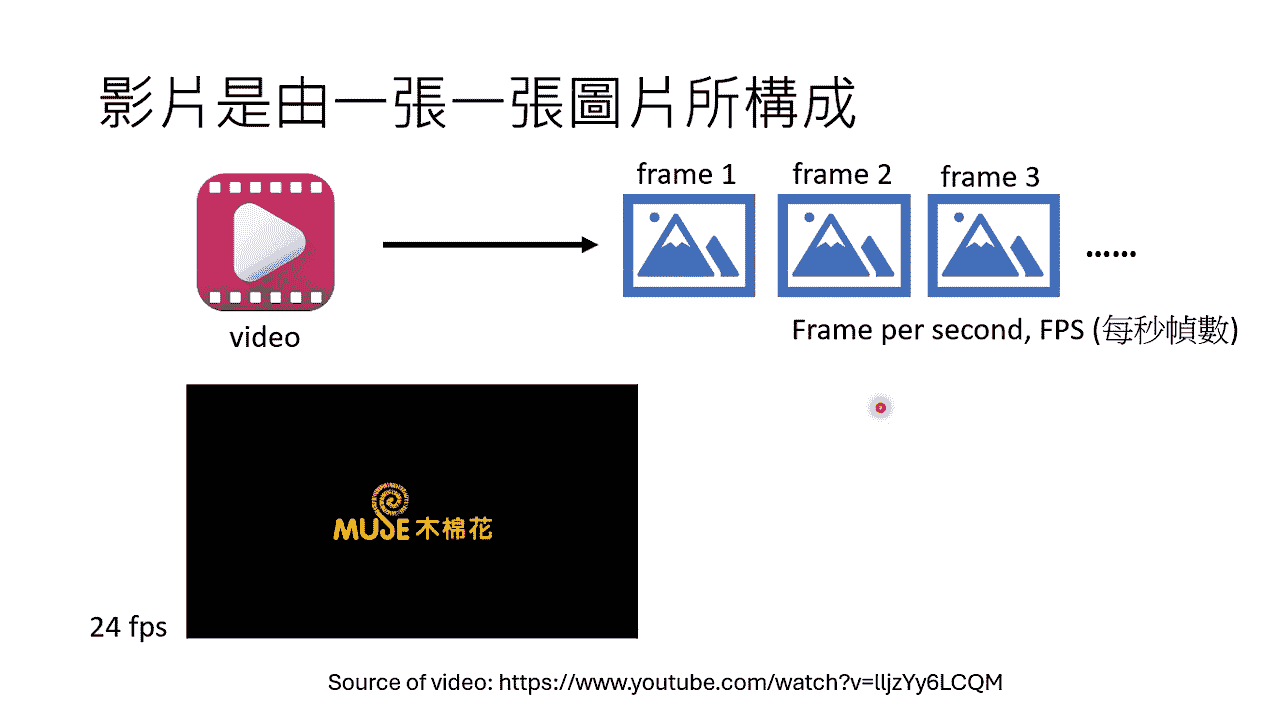 影片是由一張一張圖片所構成
frame 1
frame 2
frame 3
......
video
Frame per second, FPS (每秒幀數)
MUSE 木棉花
24 fps
Source of video: https://www.youtube.com/watch?v=lljzYy6LCQM